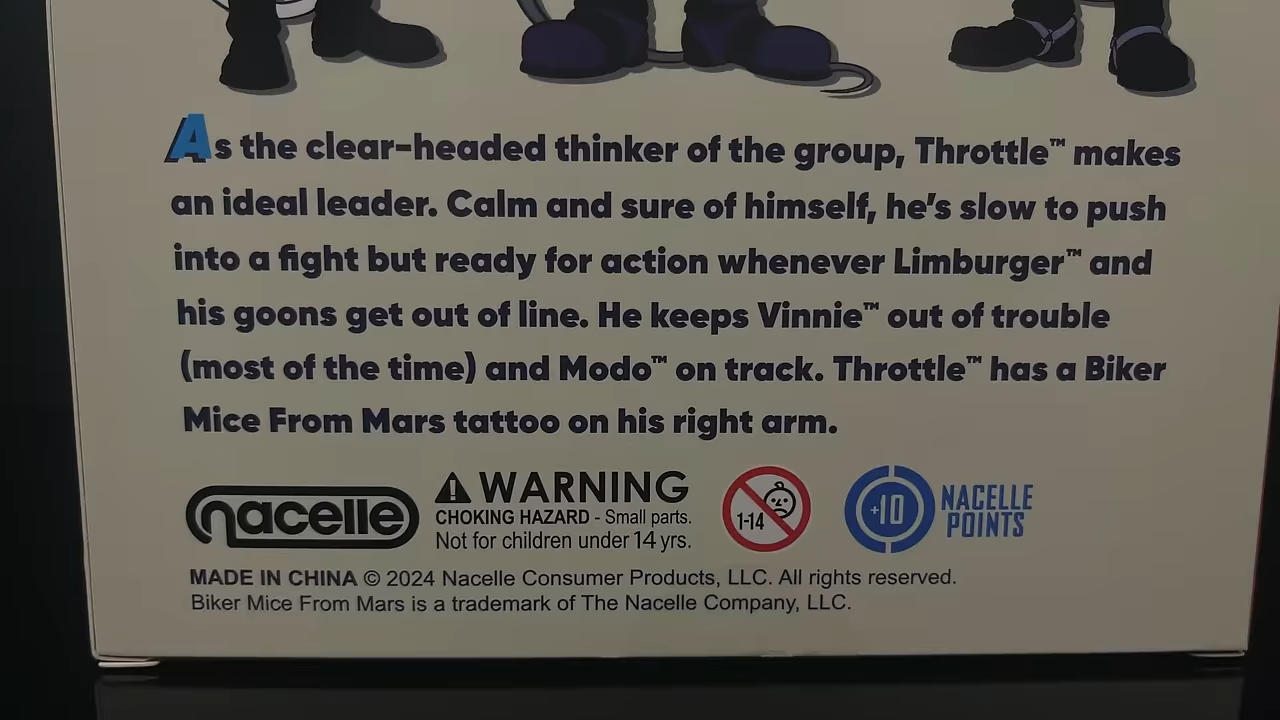 As the clear-headed thinker of the group, Throttle™ makes
an ideal leader. Calm and sure of himself, he's slow to push
into a fight but ready for action whenever Limburger™ and
his goons get out of line. He keeps Vinnie™ out of trouble
(most of the time) and Modo™ on track. Throttle™ has a Biker
Mice From Mars tattoo on his right arm.
nacelle
WARNING
CHOKING HAZARD - Small parts.
Not for children under 14 yrs.
1-14
+10
NACELLE
POINTS
MADE IN CHINA © 2024 Nacelle Consumer Products, LLC. All rights reserved.
Biker Mice From Mars is a trademark of The Nacelle Company, LLC.